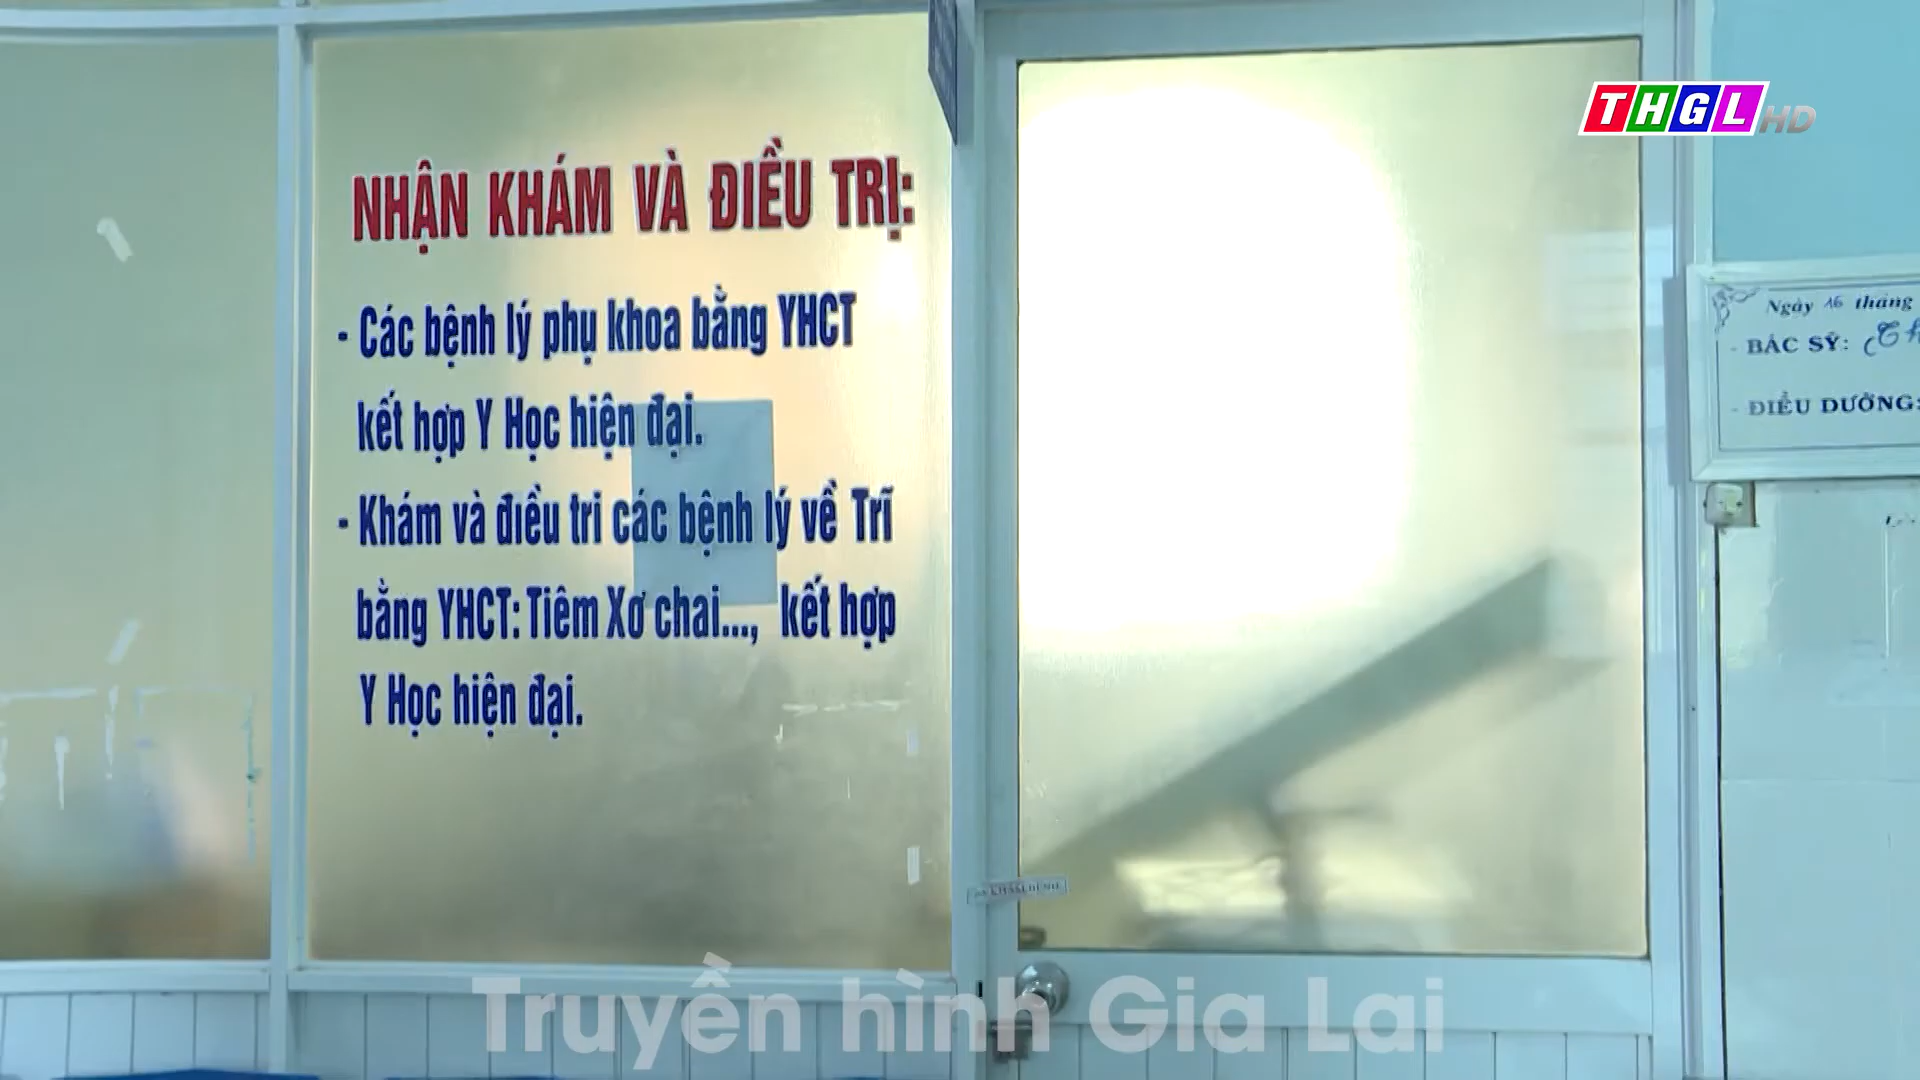 THGL HD
NHẬN KHÁM VÀ ĐIỀU TRỊ:
- Các bệnh lý phụ khoa bằng YHCT
kết hợp Y Học hiện đại.
- Khám và điều tri các bệnh lý về Trĩ
bằng YHCT: Tiêm Xơ chai..., kết hợp
Y Học hiện đại.
Ngày 16 tháng
- BÁC SỸ:
- ĐIỀU DƯỠNG:
Truyền hình Gia Lai